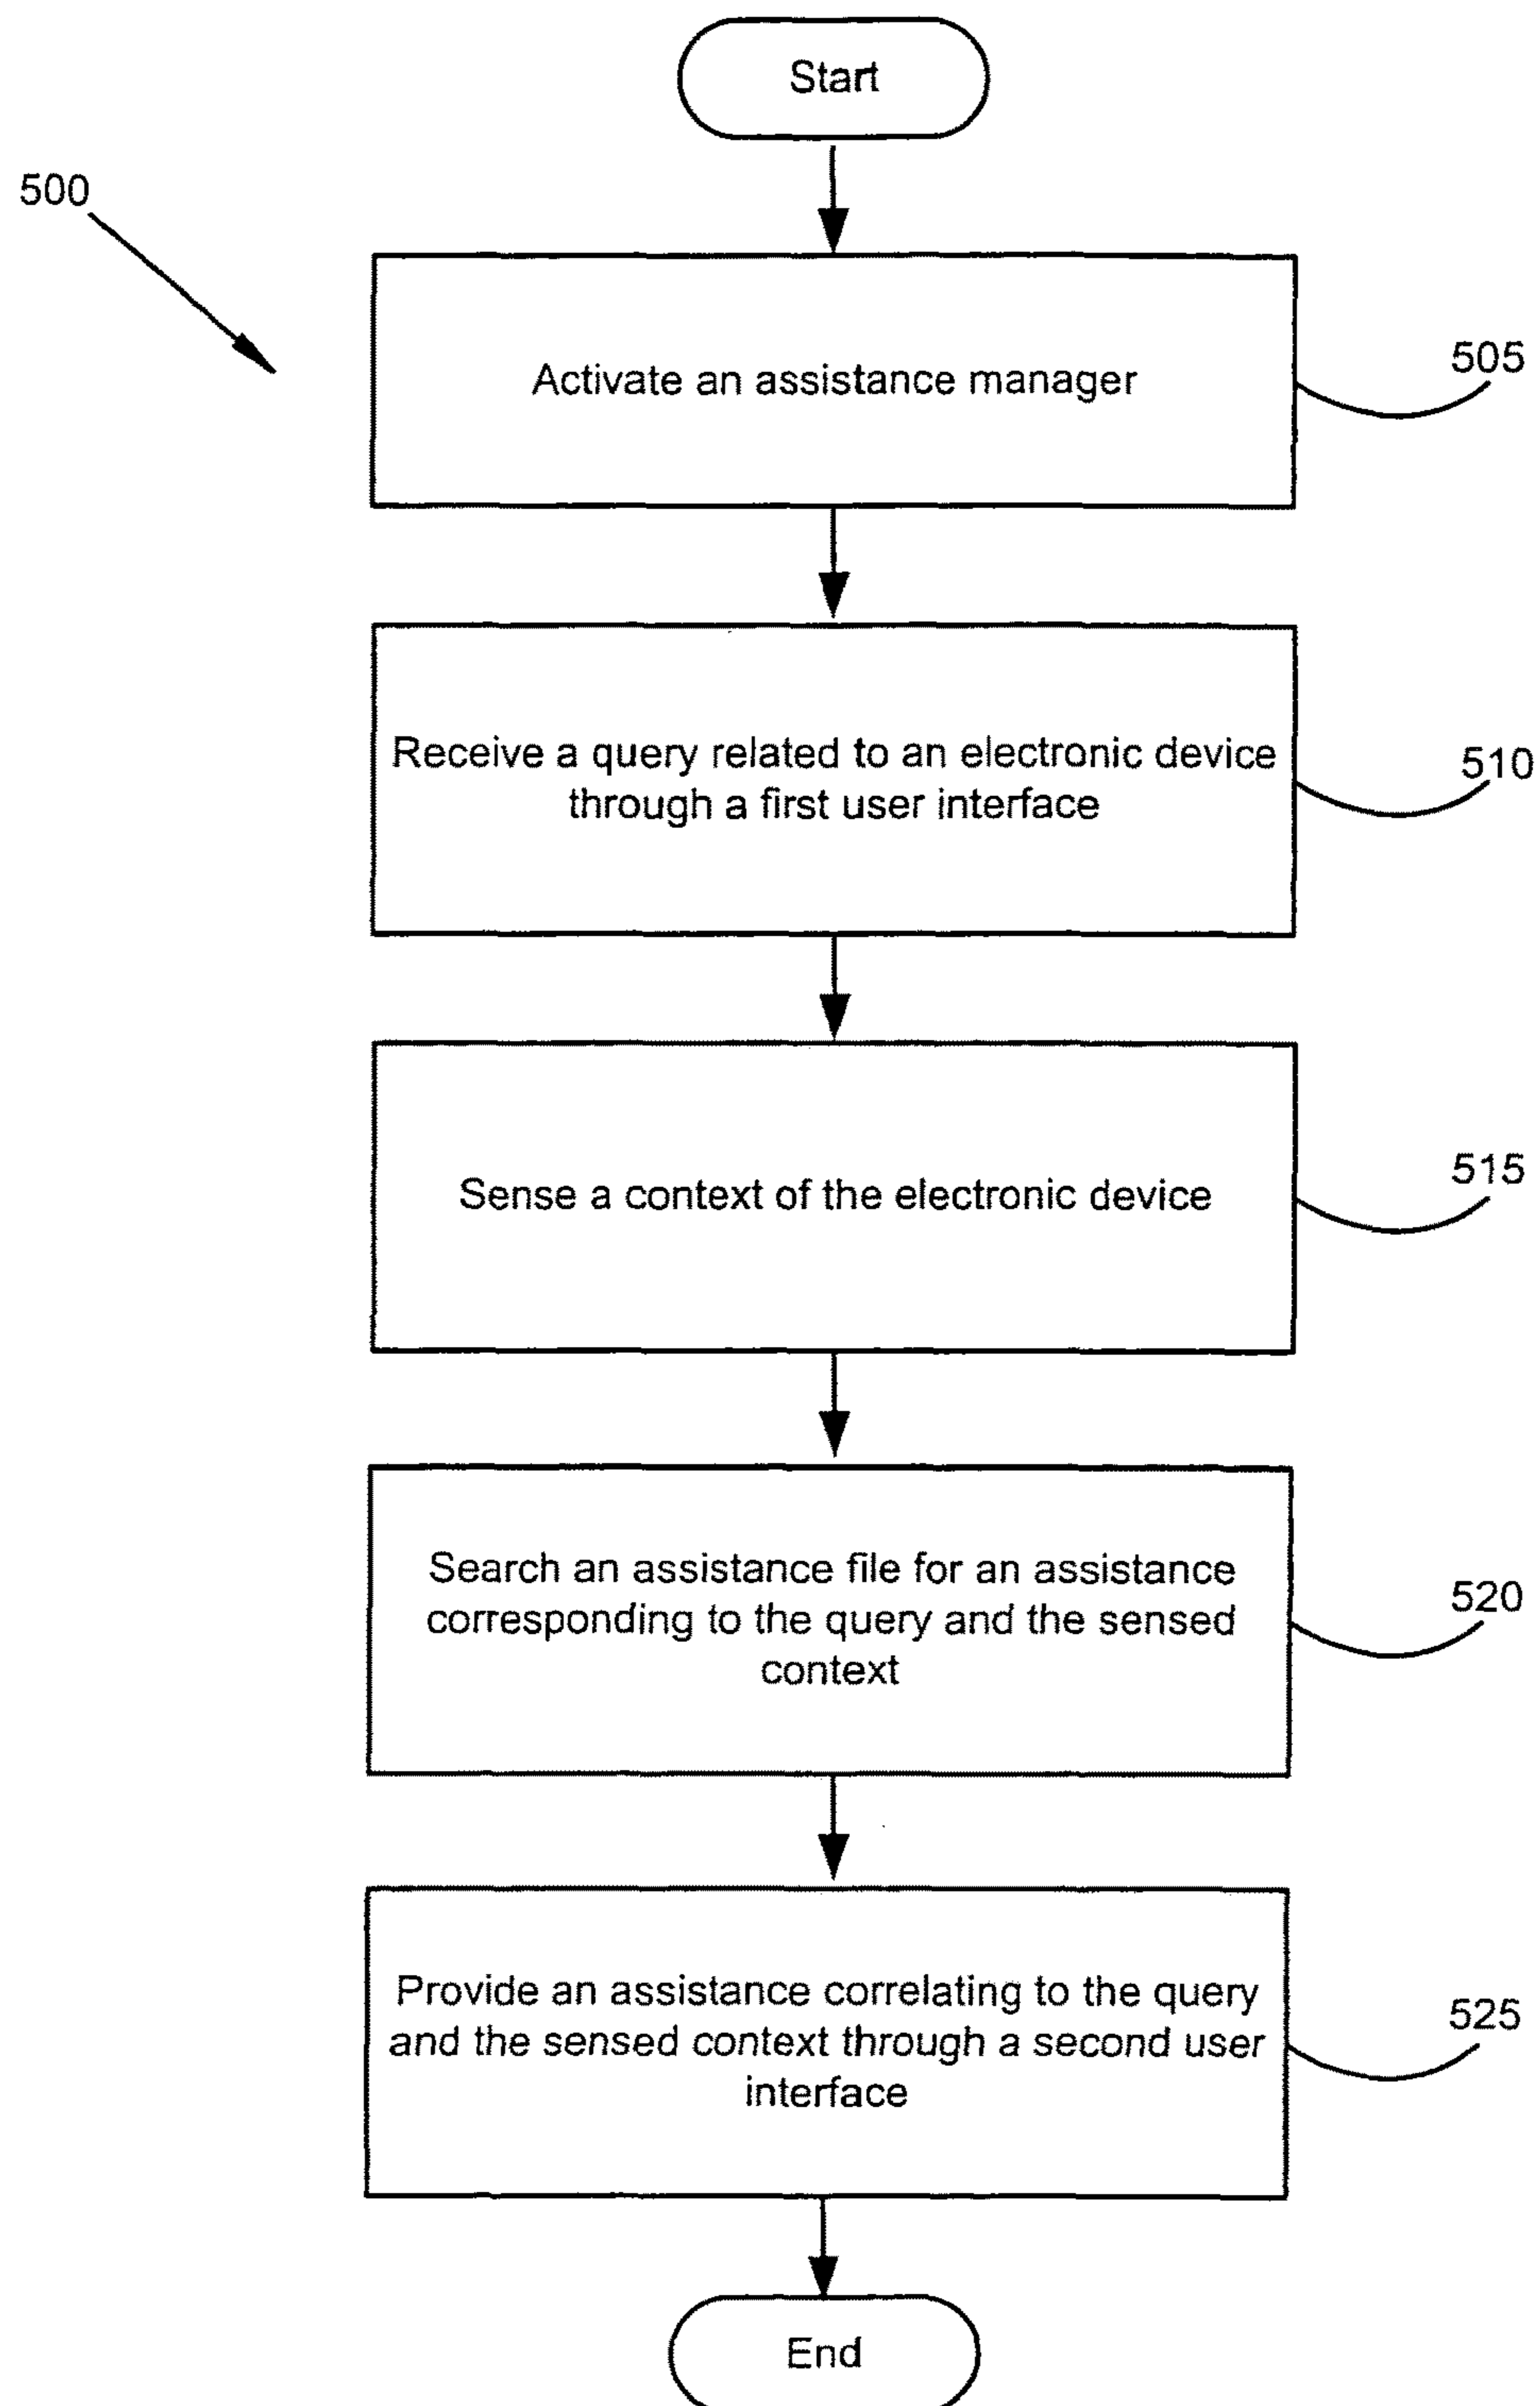 Start
500
Activate an assistance manager
505
Receive a query related to an electronic device
through a first user interface
510
Sense a context of the electronic device
515
Search an assistance file for an assistance
corresponding to the query and the sensed
context
520
Provide an assistance correlating to the query
and the sensed context through a second user
interface
525
End